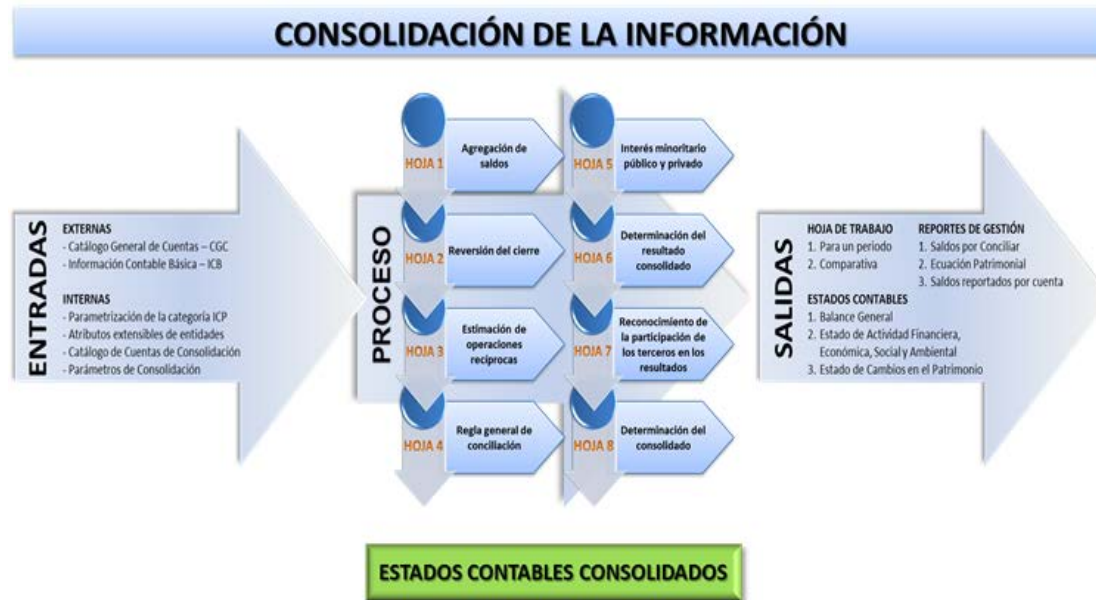 CONSOLIDACIÓN DE LA INFORMACIÓN
ENTRADAS
EXTERNAS
- Catálogo General de Cuentas – CGC
- Información Contable Básica – ICB
INTERNAS
- Parametrización de la categoría ICP
- Atributos extensibles de entidades
- Catálogo de Cuentas de Consolidación
- Parámetros de Consolidación
PROCESO
HOJA 1
Agregación de
saldos
HOJA 2
Reversión del cierre
HOJA 3
Estimación de
operaciones
recíprocas
HOJA 4
Regla general de
conciliación
HOJA 5
Interés minoritario
público y privado
HOJA 6
Determinación del
resultado
consolidado
HOJA 7
Reconocimiento de
la participación de
los terceros en los
resultados
HOJA 8
Determinación del
consolidado
SALIDAS
HOJA DE TRABAJO
1. Para un periodo
2. Comparativa
REPORTES DE GESTIÓN
1. Saldos por Conciliar
2. Ecuación Patrimonial
3. Saldos reportados por cuenta
ESTADOS CONTABLES
1. Balance General
2. Estado de Actividad Financiera,
Económica, Social y Ambiental
3. Estado de Cambios en el Patrimonio
ESTADOS CONTABLES CONSOLIDADOS